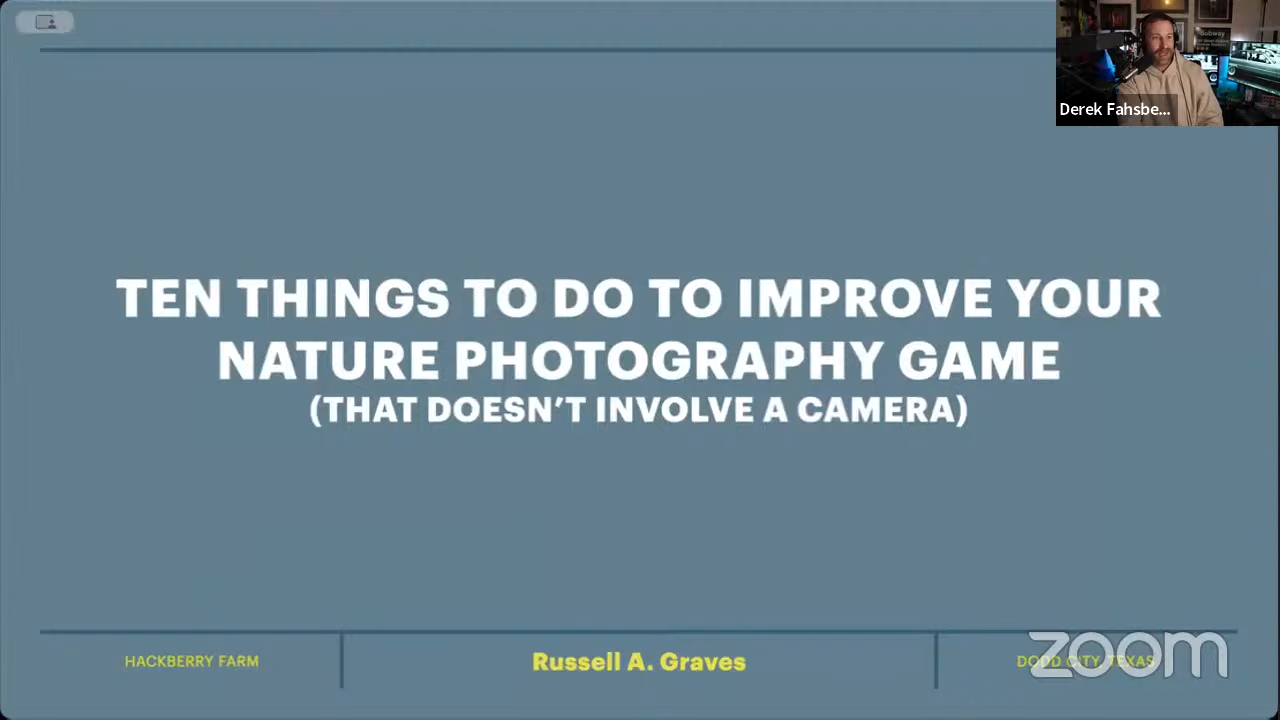 Subway
Derek Fahsbe...
TEN THINGS TO DO TO IMPROVE YOUR
NATURE PHOTOGRAPHY GAME
(THAT DOESN'T INVOLVE A CAMERA)
HACKBERRY FARM
Russell A. Graves
DODD CITY, TEXAS
zoom